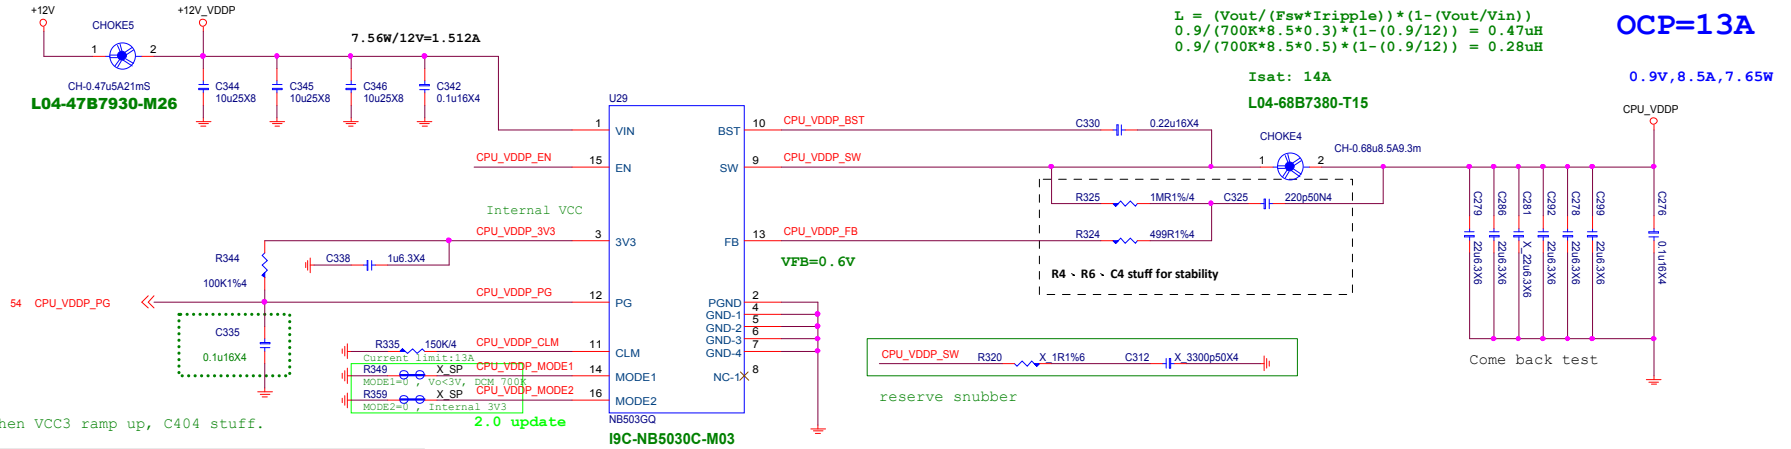 +12V
+12V_VDDP
CHOKE5
1
2
CH-0.47u5A21mS
L04-47B7930-M26
7.56W/12V=1.512A
C344
10u25X8
C345
10u25X8
C346
10u25X8
C342
0.1u16X4
L = (Vout/(Fsw*Iripple))*(1-(Vout/Vin))
0.9/(700K*8.5*0.3)*(1-(0.9/12)) = 0.47uH
0.9/(700K*8.5*0.5)*(1-(0.9/12)) = 0.28uH
OCP=13A
Isat: 14A
L04-68B7380-T15
0.9V,8.5A,7.65W
CPU_VDDP
U29
1
VIN
CPU_VDDP_EN
15
EN
Internal VCC
CPU_VDDP_3V3
3
3V3
R344
100K1%4
C338
1u6.3X4
54
CPU_VDDP_PG
CPU_VDDP_PG
12
PG
C335
0.1u16X4
R335
150K/4
CPU_VDDP_CLM
11
CLM
Current limit:13A
R349
X_SP
CPU_VDDP_MODE1
14
MODE1
MODE1=0 , Vo<3V, DCM 700K
R359
X_SP
CPU_VDDP_MODE2
16
MODE2
MODE2=0 , Internal 3V3
2.0 update
hen VCC3 ramp up, C404 stuff.
BST
10
CPU_VDDP_BST
C330
0.22u16X4
SW
9
CPU_VDDP_SW
CHOKE4
1
2
CH-0.68u8.5A9.3m
R325
1MR1%/4
C325
220p50N4
FB
13
CPU_VDDP_FB
R324
499R1%4
VFB=0.6V
R4、R6、C4 stuff for stability
PGND
2
GND-1
4
GND-2
5
GND-3
6
GND-4
7
NC-1
8
NB503GQ
I9C-NB5030C-M03
CPU_VDDP_SW
R320
X_1R1%6
C312
X_3300p50X4
reserve snubber
C279
22u6.3X6
C286
22u6.3X6
C281
X_22u6.3X6
C292
22u6.3X6
C278
22u6.3X6
C299
22u6.3X6
C276
0.1u16X4
Come back test